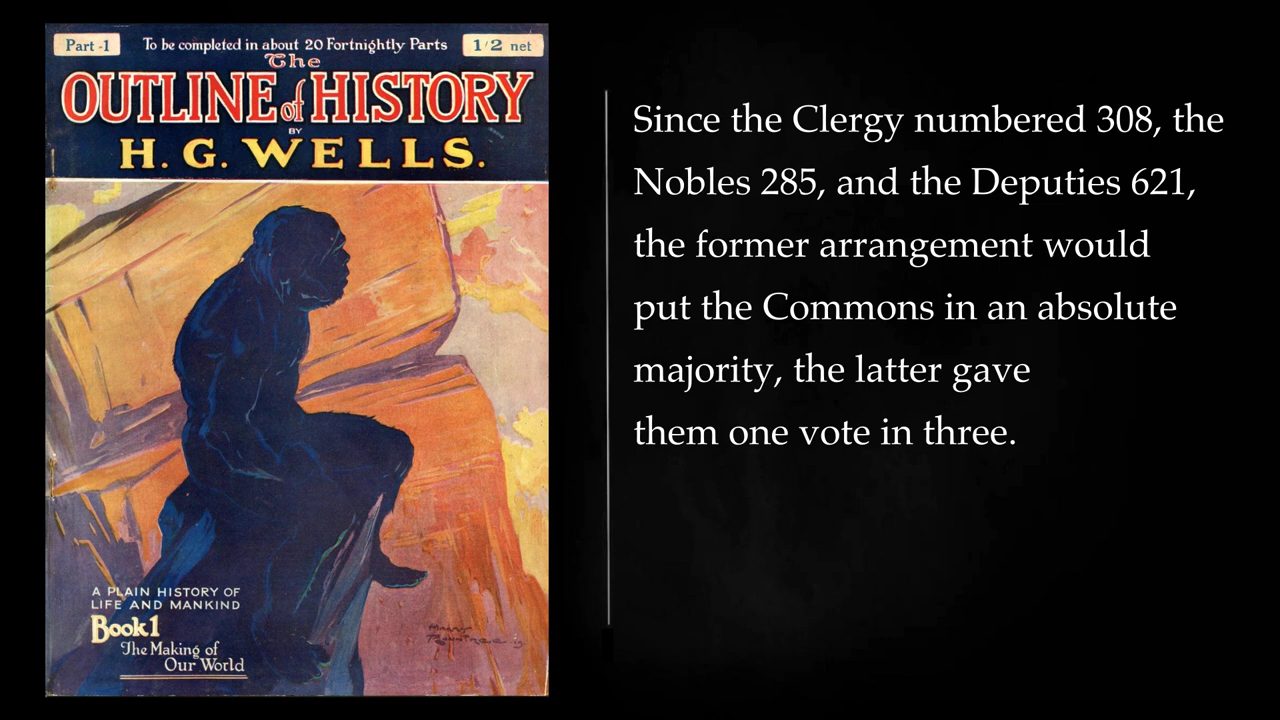 Part -1
To be completed in about 20 Fortnightly Parts
1/2 net
The
OUTLINE of HISTORY
BY
H. G. WELLS.
A PLAIN HISTORY OF
LIFE AND MANKIND
Book 1
The Making of
Our World
Since the Clergy numbered 308, the
Nobles 285, and the Deputies 621,
the former arrangement would
put the Commons in an absolute
majority, the latter gave
them one vote in three.